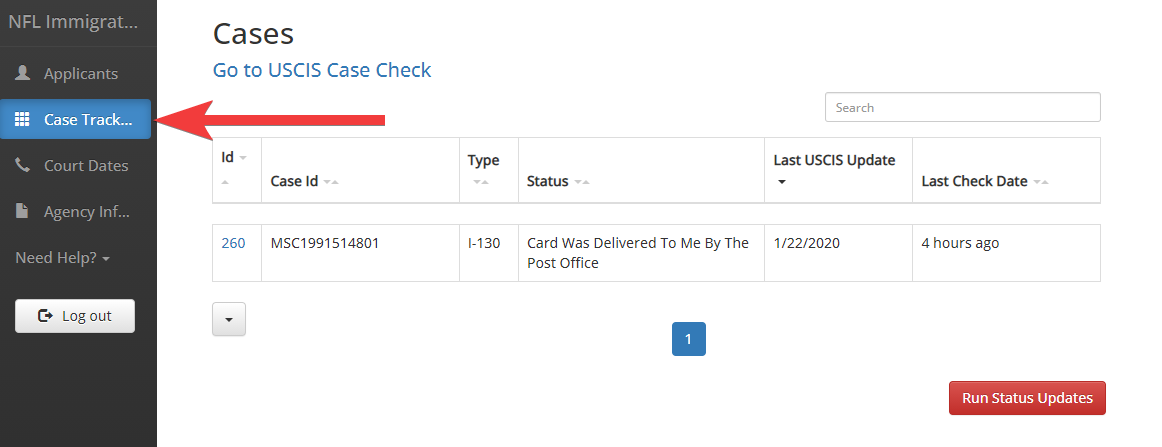 NFL Immigrat...
Applicants
Case Track...
Court Dates
Agency Inf...
Need Help?
Log out
Cases
Go to USCIS Case Check
Search
Id
Case Id
Type
Status
Last USCIS Update
Last Check Date
260
MSC1991514801
I-130
Card Was Delivered To Me By The
Post Office
1/22/2020
4 hours ago
1
Run Status Updates